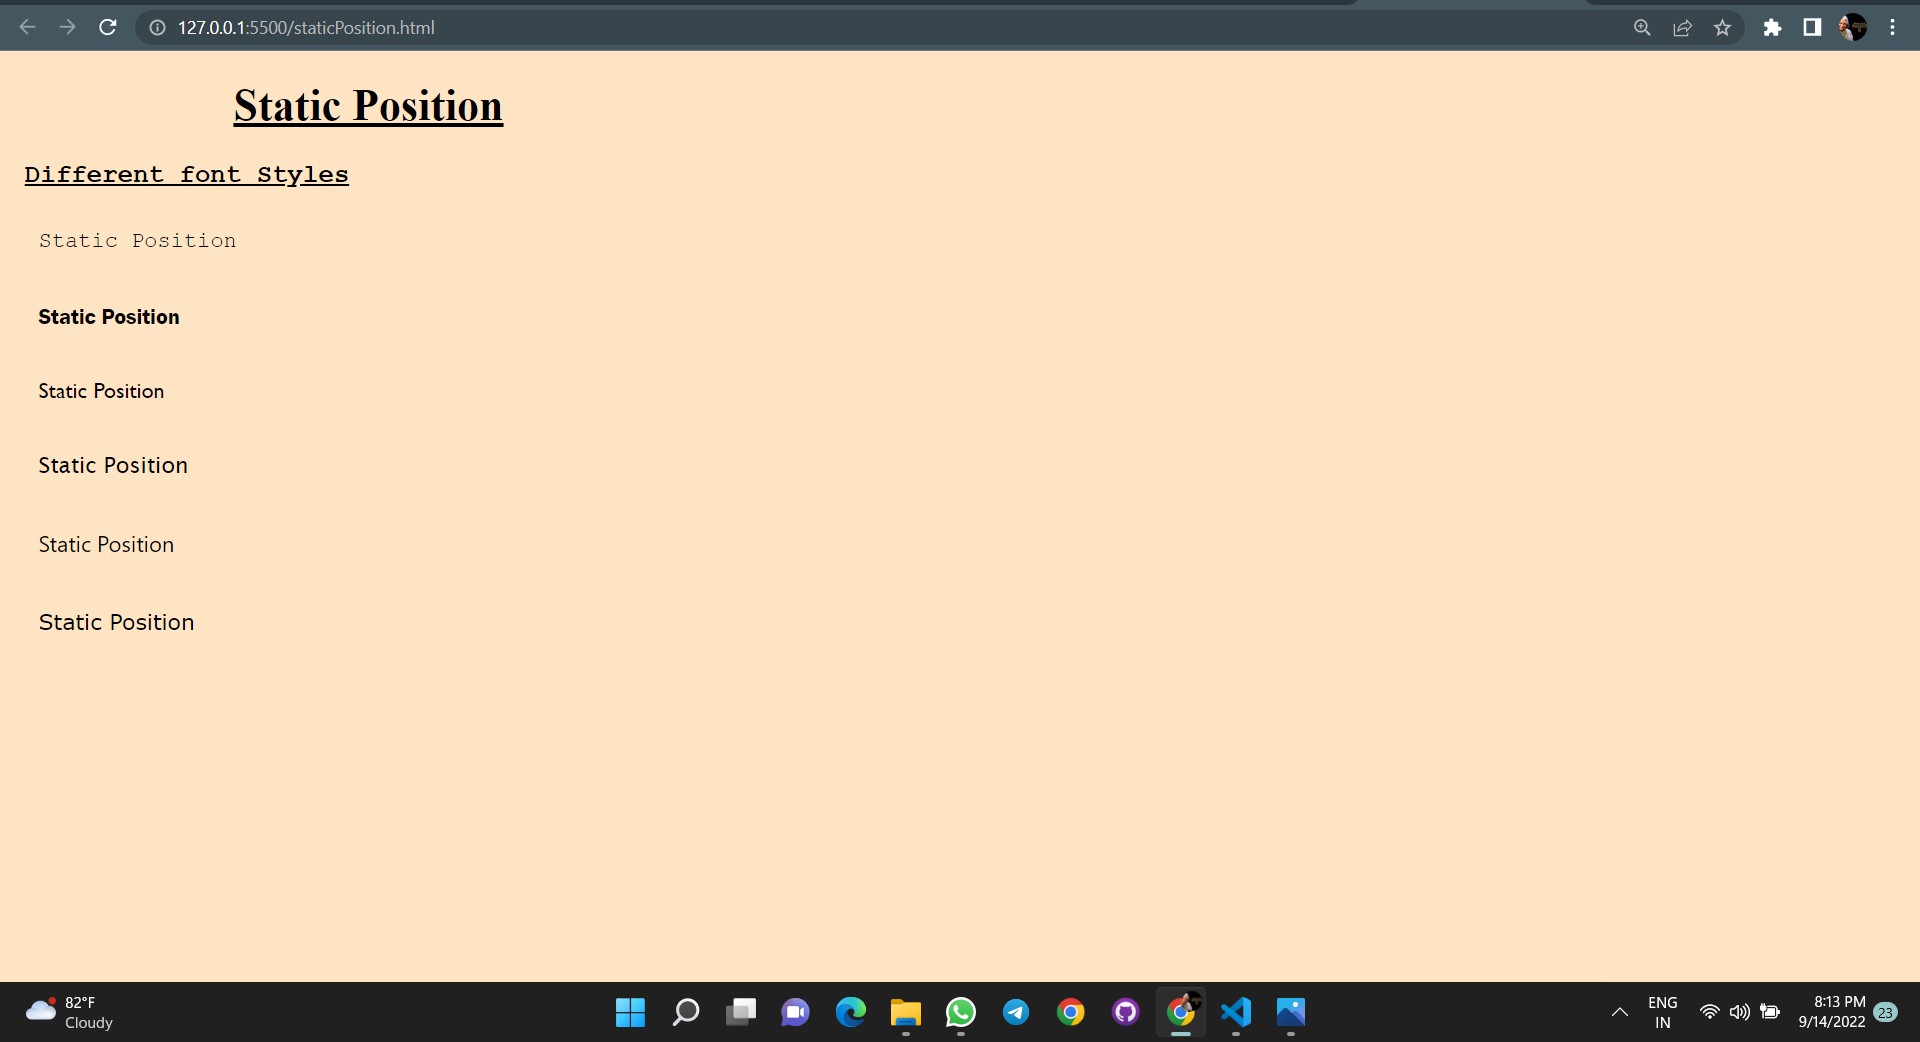 127.0.0.1:5500/staticPosition.html
Static Position
Different font Styles
Static Position
Static Position
Static Position
Static Position
Static Position
Static Position
82°F
Cloudy
ENG
IN
8:13 PM
9/14/2022
23